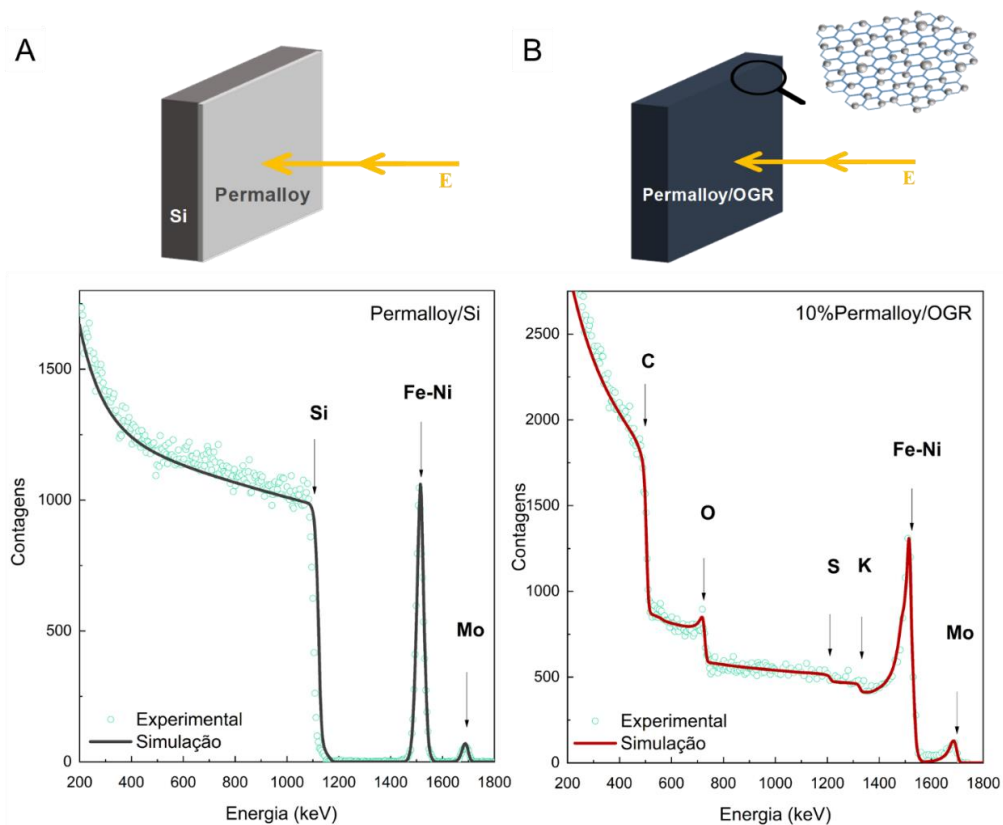 A
Si
Permalloy
E
B
Permalloy/OGR
E
Permalloy/Si
Contagens
1500
1000
500
0
Si
Fe-Ni
Mo
Experimental
Simulação
200 400 600 800 1000 1200 1400 1600 1800
Energia (keV)
10%Permalloy/OGR
Contagens
2500
2000
1500
1000
500
0
C
O
S
K
Fe-Ni
Mo
Experimental
Simulação
200 400 600 800 1000 1200 1400 1600 1800
Energia (keV)